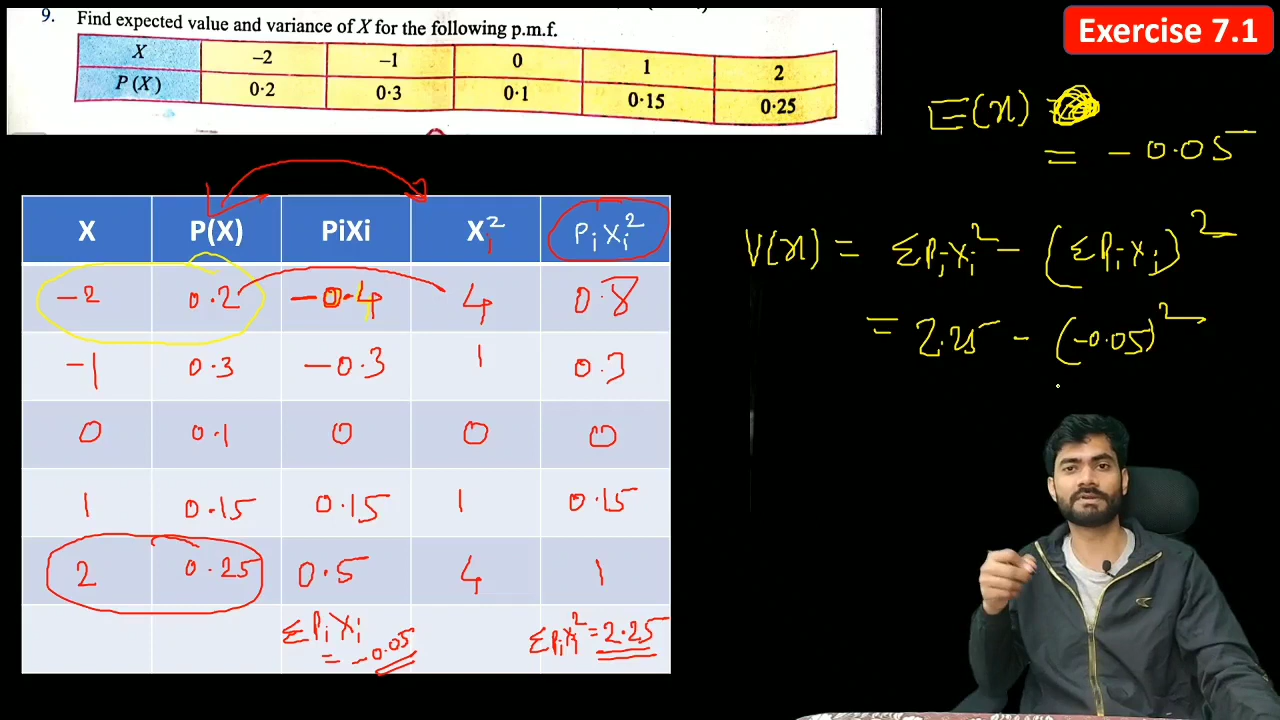 9. Find expected value and variance of X for the following p.m.f.
X −2 −1 0 1 2
P (X) 0·2 0·3 0·1 0·15 0·25
Exercise 7.1
E(x)
= - 0.05
X P(X) PiXi Xi² PiXi²
-2 0.2 -0.4 4 0.8
-1 0.3 -0.3 1 0.3
0 0.1 0 0 0
1 0.15 0.15 1 0.15
2 0.25 0.5 4 1
ΣPiXi
= -0.05
ΣPiXi² = 2.25
V(x) = ΣPiXi² - (ΣPiXi)²
= 2.25 - (-0.05)²